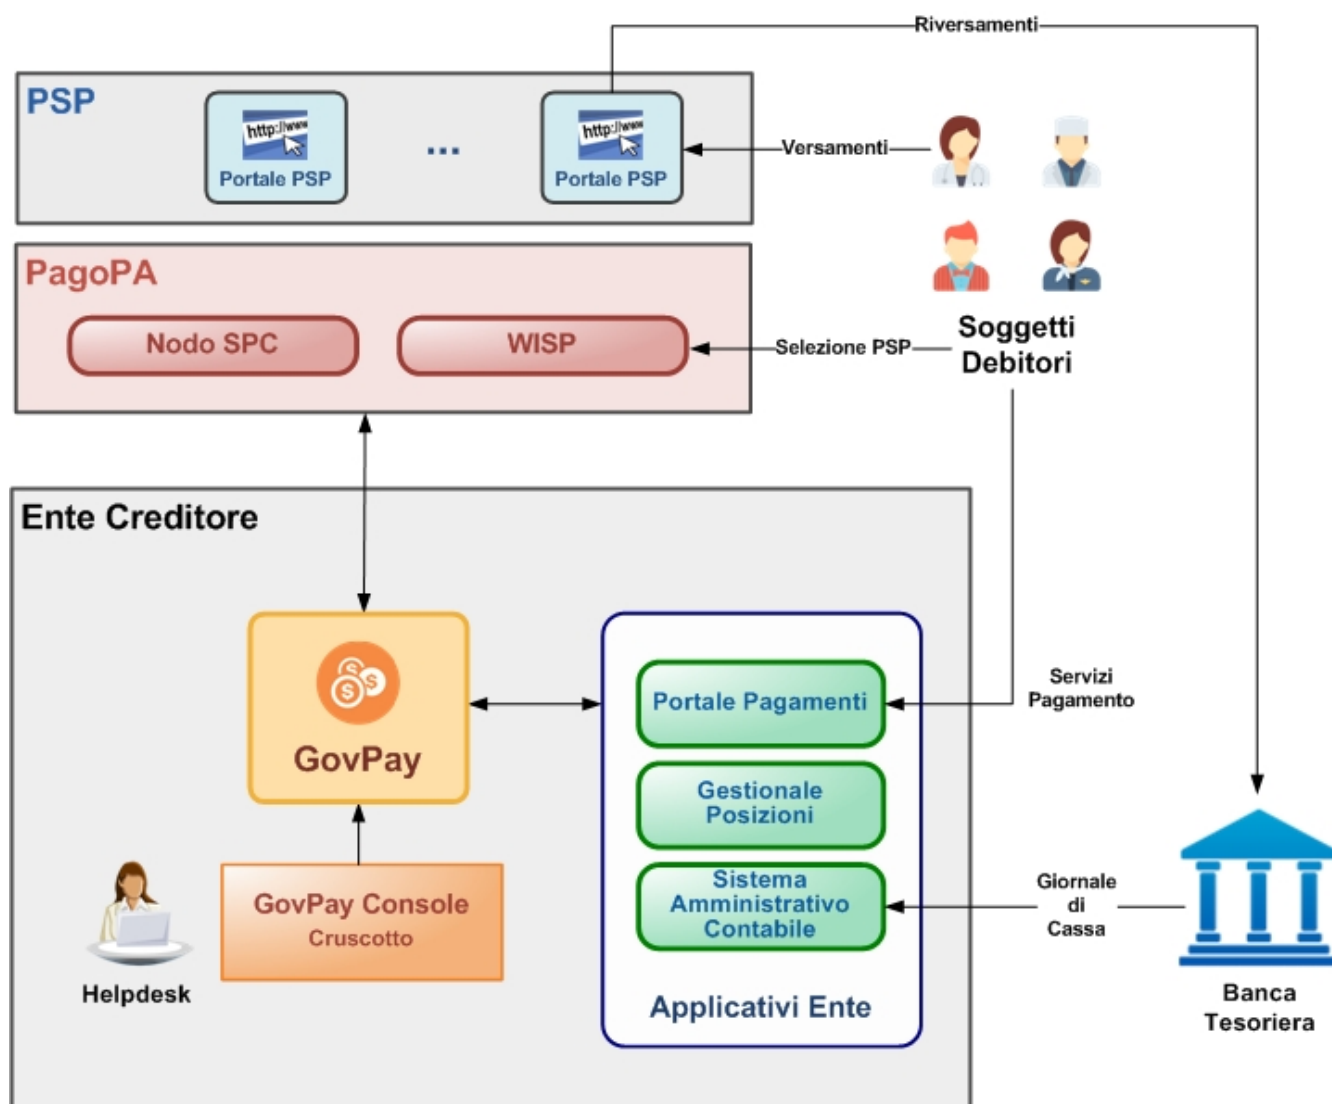 Riversamenti
PSP
http://www
Portale PSP
...
http://www
Portale PSP
Versamenti
PagoPA
Nodo SPC
WISP
Selezione PSP
Soggetti
Debitori
Ente Creditore
GovPay
Portale Pagamenti
Servizi
Pagamento
Gestionale
Posizioni
GovPay Console
Cruscotto
Sistema
Amministrativo
Contabile
Giornale
di
Cassa
Helpdesk
Applicativi Ente
Banca
Tesoriera